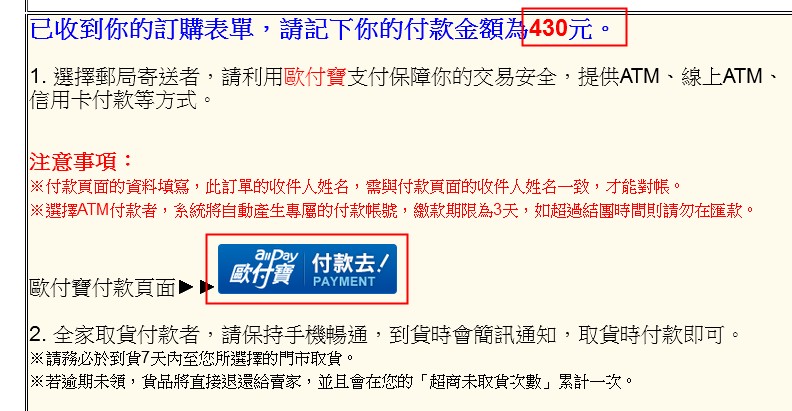 已收到你的訂購表單，請記下你的付款金額為430元。
1. 選擇郵局寄送者，請利用歐付寶支付保障你的交易安全，提供ATM、線上ATM、
信用卡付款等方式。
注意事項：
※付款頁面的資料填寫，此訂單的收件人姓名，需與付款頁面的收件人姓名一致，才能對帳。
※選擇ATM付款者，系統將自動產生專屬的付款帳號，繳款期限為3天，如超過結團時間則請勿在匯款。
歐付寶付款頁面►► allPay 歐付寶 付款去! PAYMENT
2. 全家取貨付款者，請保持手機暢通，到貨時會簡訊通知，取貨時付款即可。
※請務必於到貨7天內至您所選擇的門市取貨。
※若逾期未領，貨品將直接退還給賣家，並且會在您的「超商未取貨次數」累計一次。